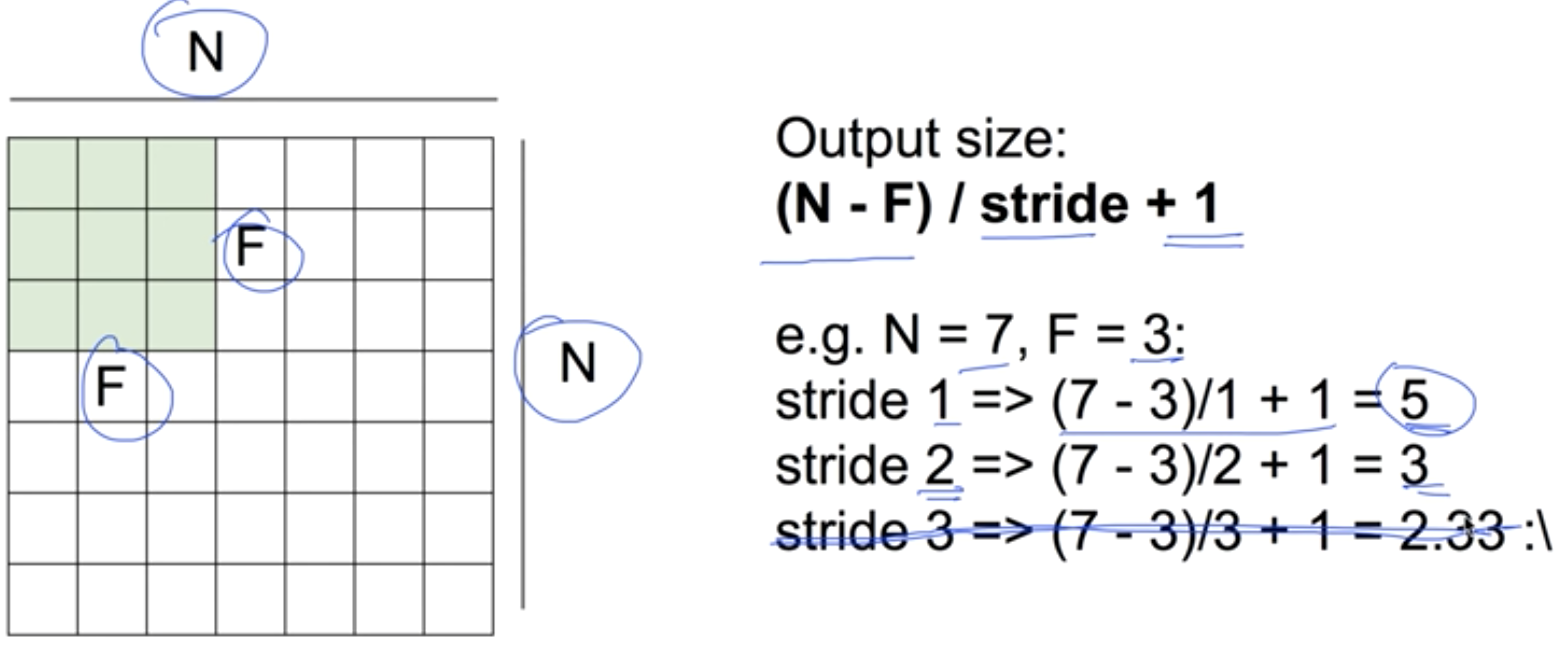 N
F
F
N
Output size:
(N - F) / stride + 1
e.g. N = 7, F = 3:
stride 1 => (7 - 3)/1 + 1 = 5
stride 2 => (7 - 3)/2 + 1 = 3
stride 3 => (7 - 3)/3 + 1 = 2.33 :\